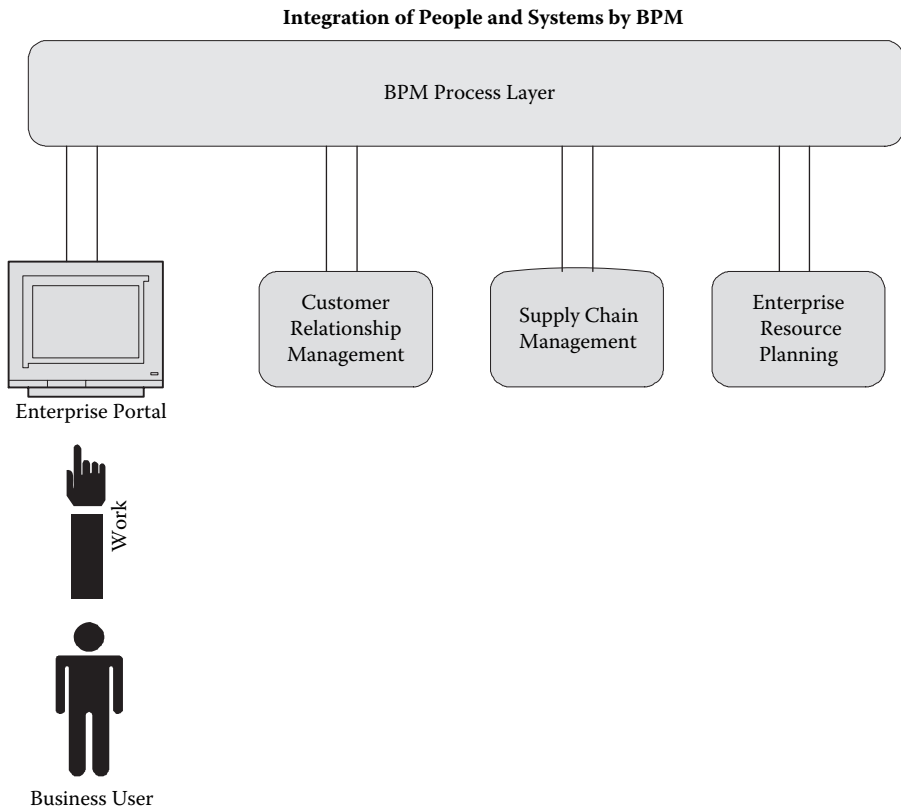 Integration of People and Systems by BPM
BPM Process Layer
Customer
Relationship
Management
Supply Chain
Management
Enterprise
Resource
Planning
Enterprise Portal
Work
Business User